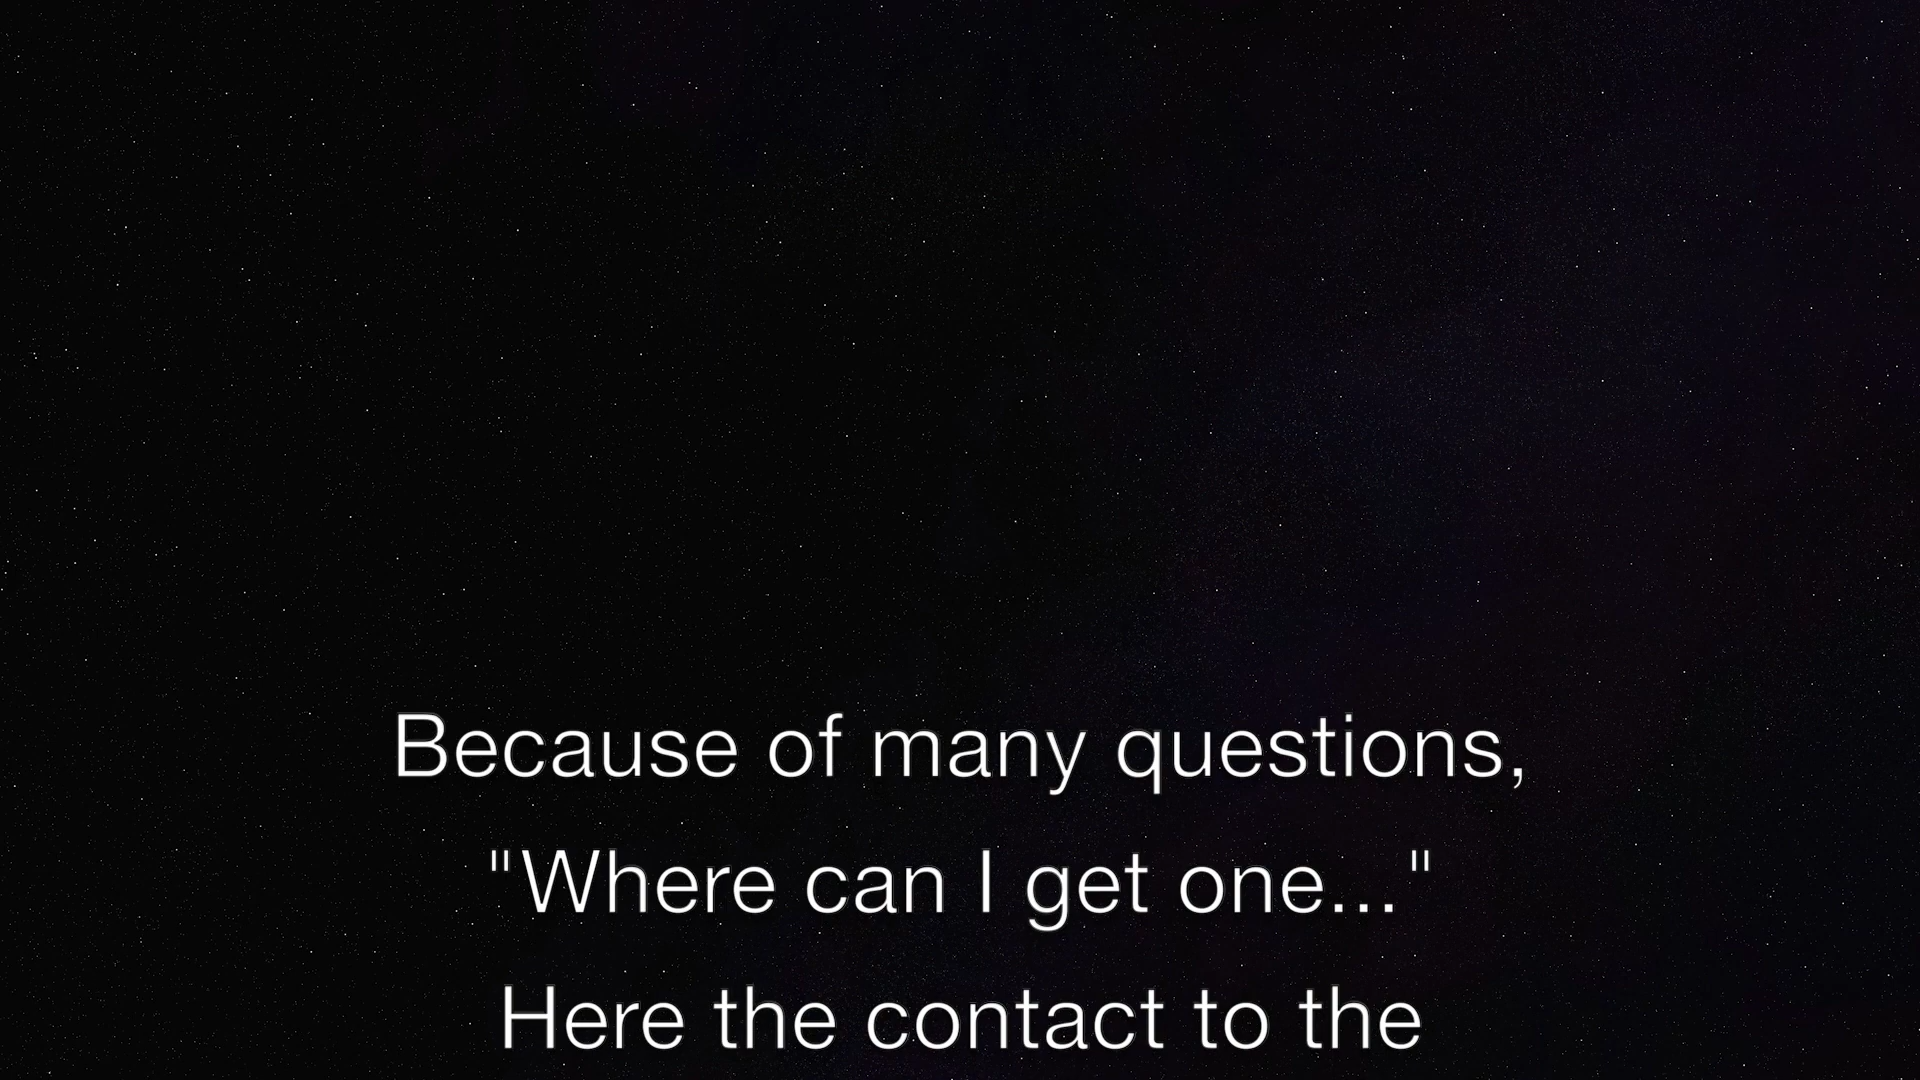 Because of many questions,
"Where can I get one..."
Here the contact to the